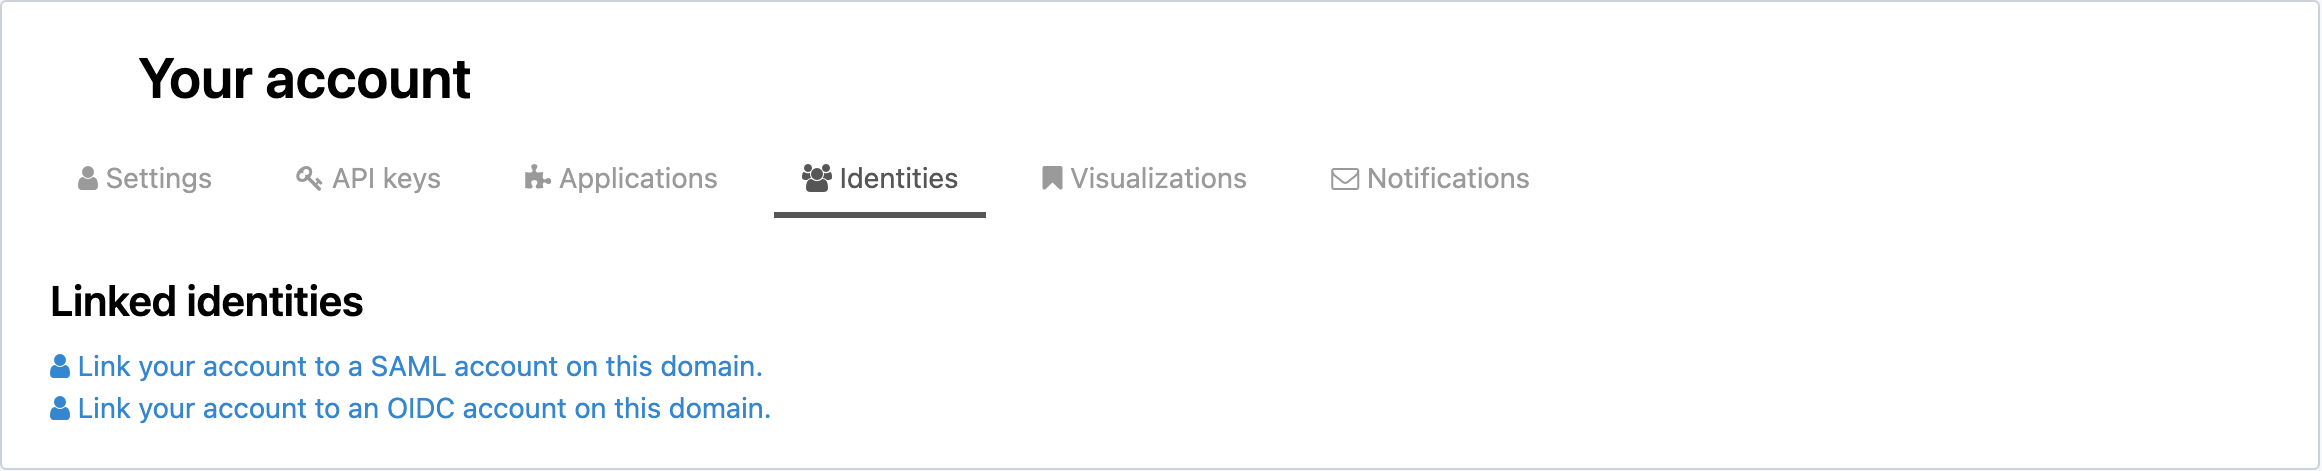 Your account
Settings API keys Applications Identities Visualizations Notifications
Linked identities
Link your account to a SAML account on this domain.
Link your account to an OIDC account on this domain.